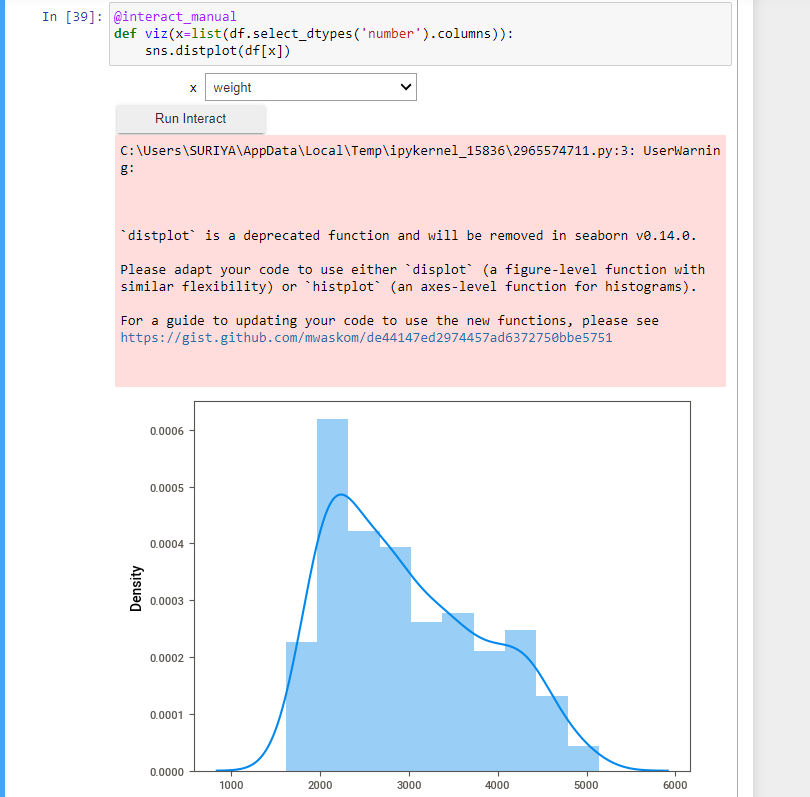 In [39]: @interact_manual
def viz(x=list(df.select_dtypes('number').columns)):
    sns.distplot(df[x])
x weight
Run Interact
C:\Users\SURIYA\AppData\Local\Temp\ipykernel_15836\2965574711.py:3: UserWarnin
g:
`distplot` is a deprecated function and will be removed in seaborn v0.14.0.
Please adapt your code to use either `displot` (a figure-level function with
similar flexibility) or `histplot` (an axes-level function for histograms).
For a guide to updating your code to use the new functions, please see
https://gist.github.com/mwaskom/de44147ed2974457ad6372750bbe5751
0.0006
0.0005
0.0004
0.0003
0.0002
0.0001
0.0000
Density
1000 2000 3000 4000 5000 6000